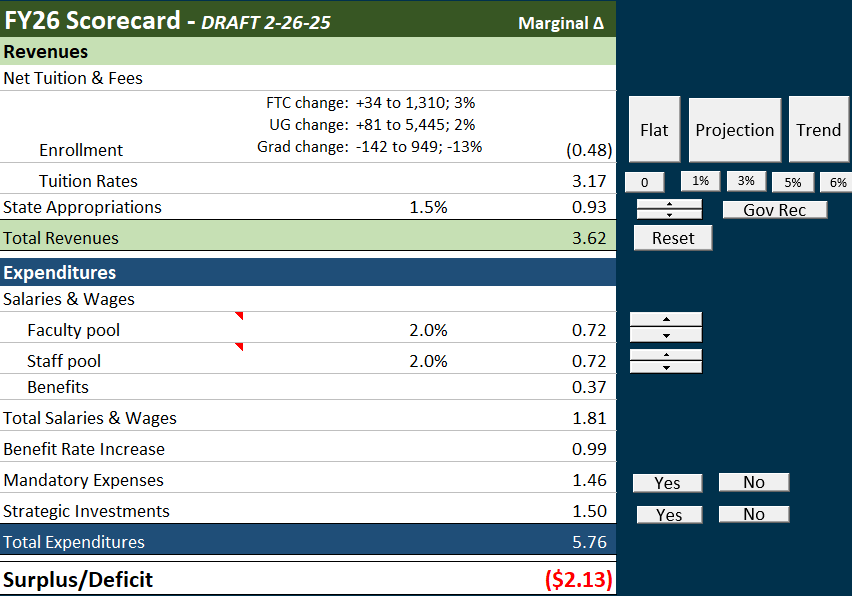 FY26 Scorecard - DRAFT 2-26-25 Marginal Δ
Revenues
Net Tuition & Fees
FTC change: +34 to 1,310; 3%
UG change: +81 to 5,445; 2%
Grad change: -142 to 949; -13%
Enrollment (0.48)
Flat Projection Trend
Tuition Rates 3.17
0 1% 3% 5% 6%
State Appropriations 1.5% 0.93
Gov Rec
Total Revenues 3.62
Reset
Expenditures
Salaries & Wages
Faculty pool 2.0% 0.72
Staff pool 2.0% 0.72
Benefits 0.37
Total Salaries & Wages 1.81
Benefit Rate Increase 0.99
Mandatory Expenses 1.46
Yes No
Strategic Investments 1.50
Yes No
Total Expenditures 5.76
Surplus/Deficit ($2.13)